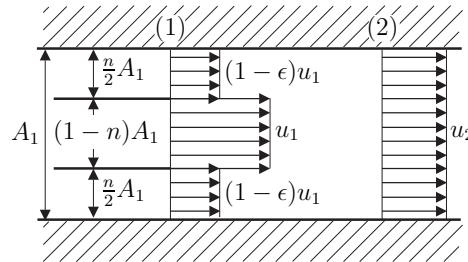 (1) (2)
$\frac{n}{2}A_1$ $(1-\epsilon)u_1$
$A_1$ $(1-n)A_1$ $u_1$ $u_2$
$\frac{n}{2}A_1$ $(1-\epsilon)u_1$